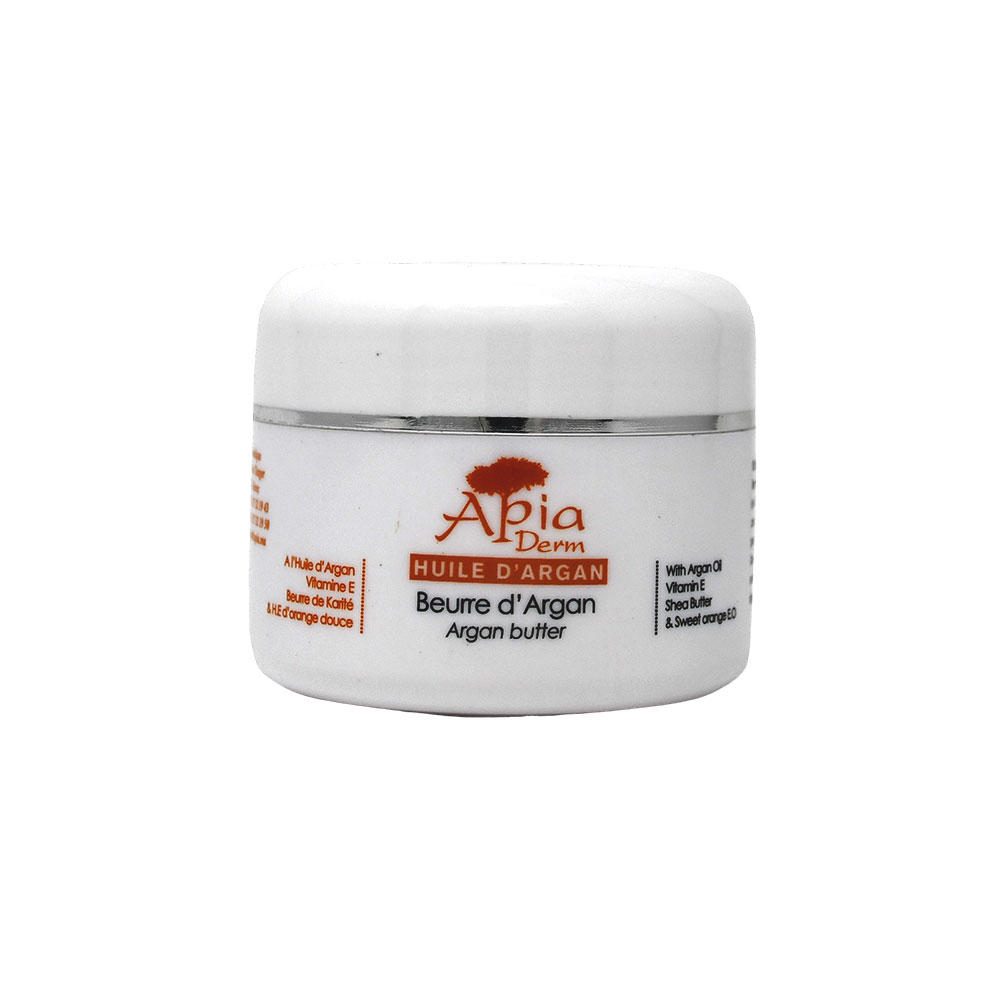 Apia
Derm
HUILE D'ARGAN
Beurre d'Argan
Argan butter
A l'Huile d'Argan
Vitamine E
Beurre de Karité
& H.E d'orange douce
With Argan Oil
Vitamin E
Shea Butter
& Sweet orange E.O